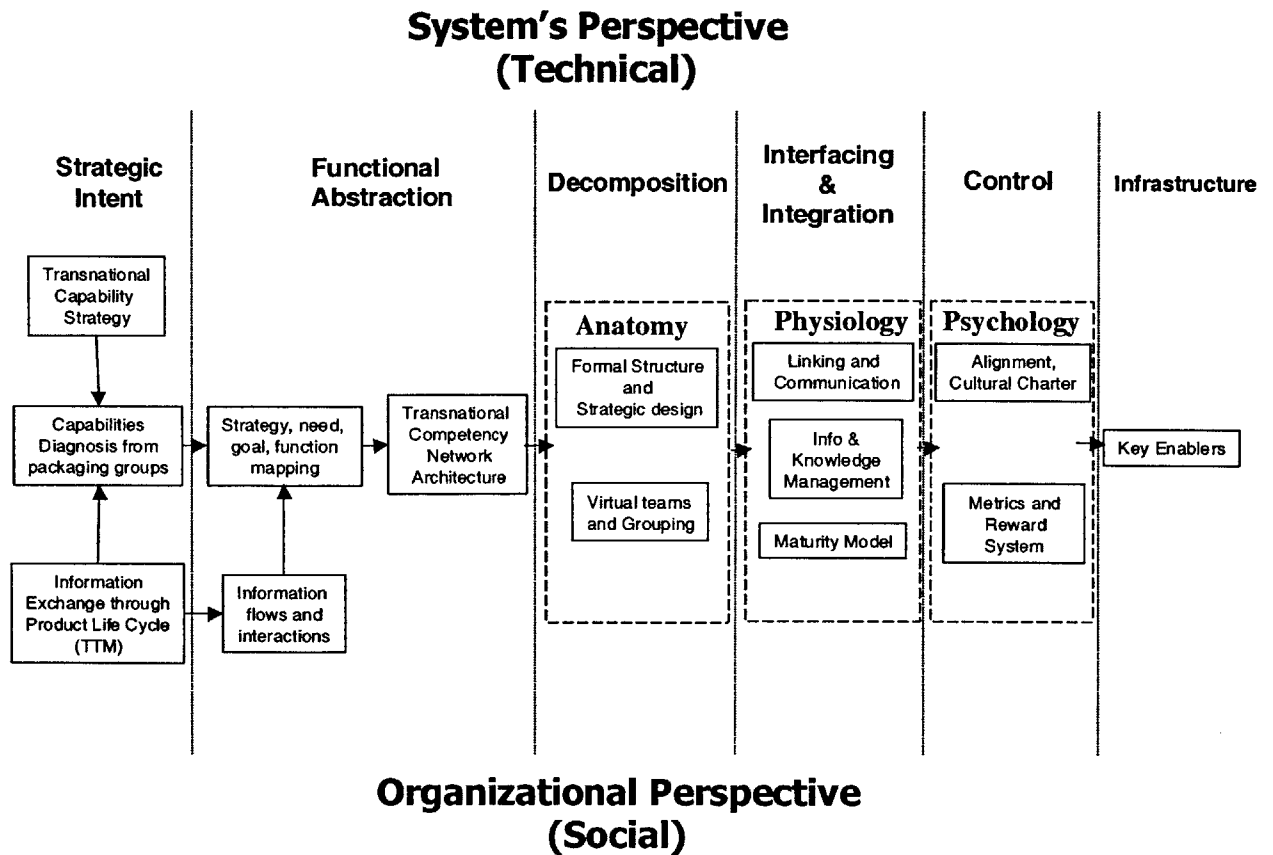 System's Perspective
(Technical)
Strategic
Intent
Functional
Abstraction
Decomposition
Interfacing
&
Integration
Control
Infrastructure
Transnational
Capability
Strategy
Capabilities
Diagnosis from
packaging groups
Information
Exchange through
Product Life Cycle
(TTM)
Strategy, need,
goal, function
mapping
Information
flows and
interactions
Transnational
Competency
Network
Architecture
Anatomy
Formal Structure
and
Strategic design
Virtual teams
and Grouping
Physiology
Linking and
Communication
Info &
Knowledge
Management
Maturity Model
Psychology
Alignment,
Cultural Charter
Metrics and
Reward
System
Key Enablers
Organizational Perspective
(Social)